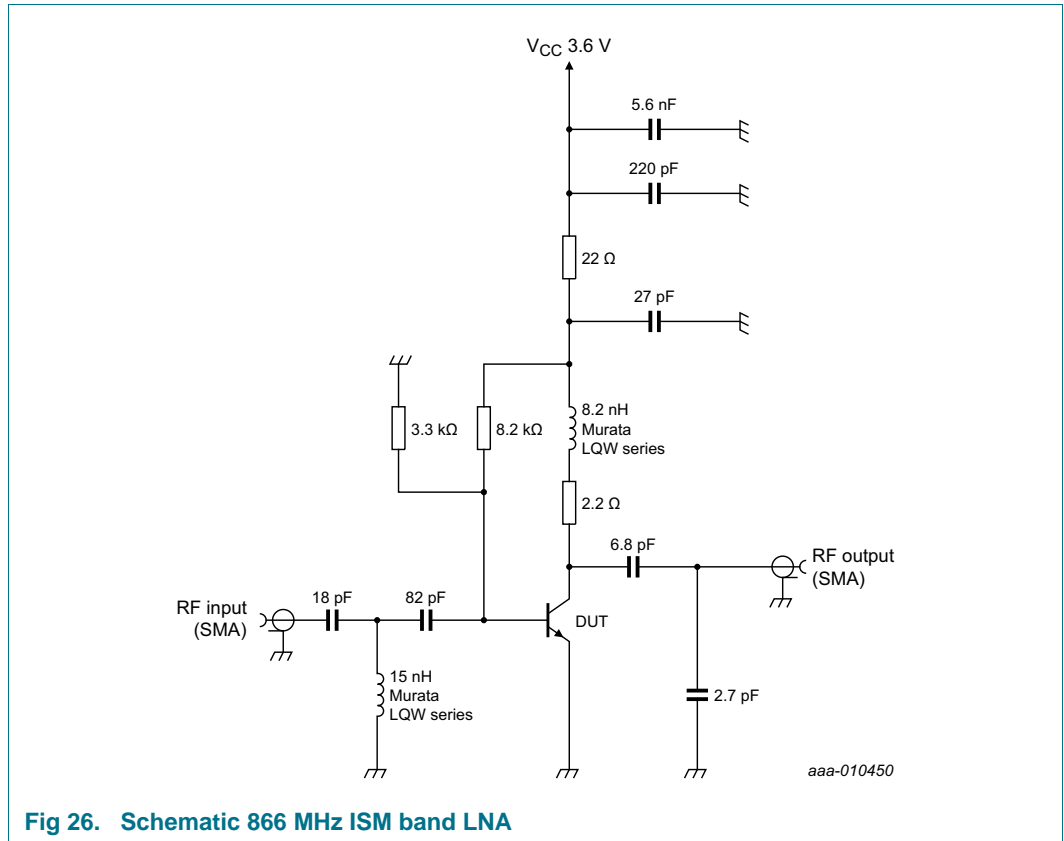 VCC 3.6 V
5.6 nF
220 pF
22 Ω
27 pF
3.3 kΩ
8.2 kΩ
8.2 nH
Murata
LQW series
2.2 Ω
6.8 pF
RF output
(SMA)
RF input
(SMA)
18 pF
82 pF
DUT
15 nH
Murata
LQW series
2.7 pF
aaa-010450
Fig 26. Schematic 866 MHz ISM band LNA